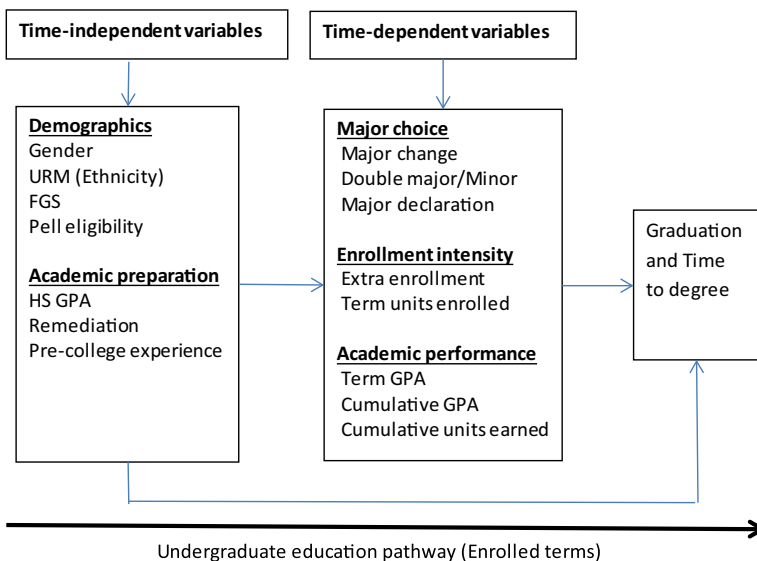 Time-independent variables
Time-dependent variables
Demographics
Gender
URM (Ethnicity)
FGS
Pell eligibility
Academic preparation
HS GPA
Remediation
Pre-college experience
Major choice
Major change
Double major/Minor
Major declaration
Enrollment intensity
Extra enrollment
Term units enrolled
Academic performance
Term GPA
Cumulative GPA
Cumulative units earned
Graduation
and Time
to degree
Undergraduate education pathway (Enrolled terms)